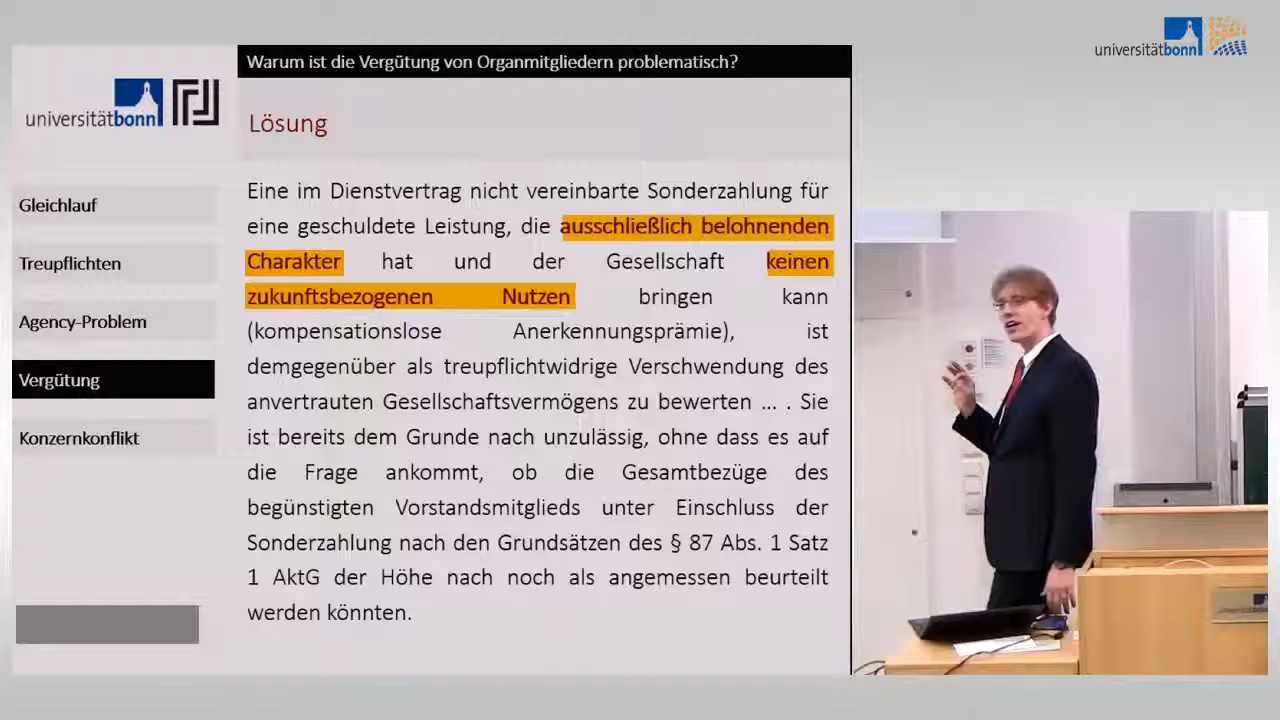 universitätbonn
Warum ist die Vergütung von Organmitgliedern problematisch?
universitätbonn
Lösung
Gleichlauf
Treupflichten
Agency-Problem
Vergütung
Konzernkonflikt
Eine im Dienstvertrag nicht vereinbarte Sonderzahlung für
eine geschuldete Leistung, die ausschließlich belohnenden
Charakter hat und der Gesellschaft keinen
zukunftsbezogenen Nutzen bringen kann
(kompensationslose Anerkennungsprämie), ist
demgegenüber als treupflichtwidrige Verschwendung des
anvertrauten Gesellschaftsvermögens zu bewerten ... . Sie
ist bereits dem Grunde nach unzulässig, ohne dass es auf
die Frage ankommt, ob die Gesamtbezüge des
begünstigten Vorstandsmitglieds unter Einschluss der
Sonderzahlung nach den Grundsätzen des § 87 Abs. 1 Satz
1 AktG der Höhe nach noch als angemessen beurteilt
werden könnten.